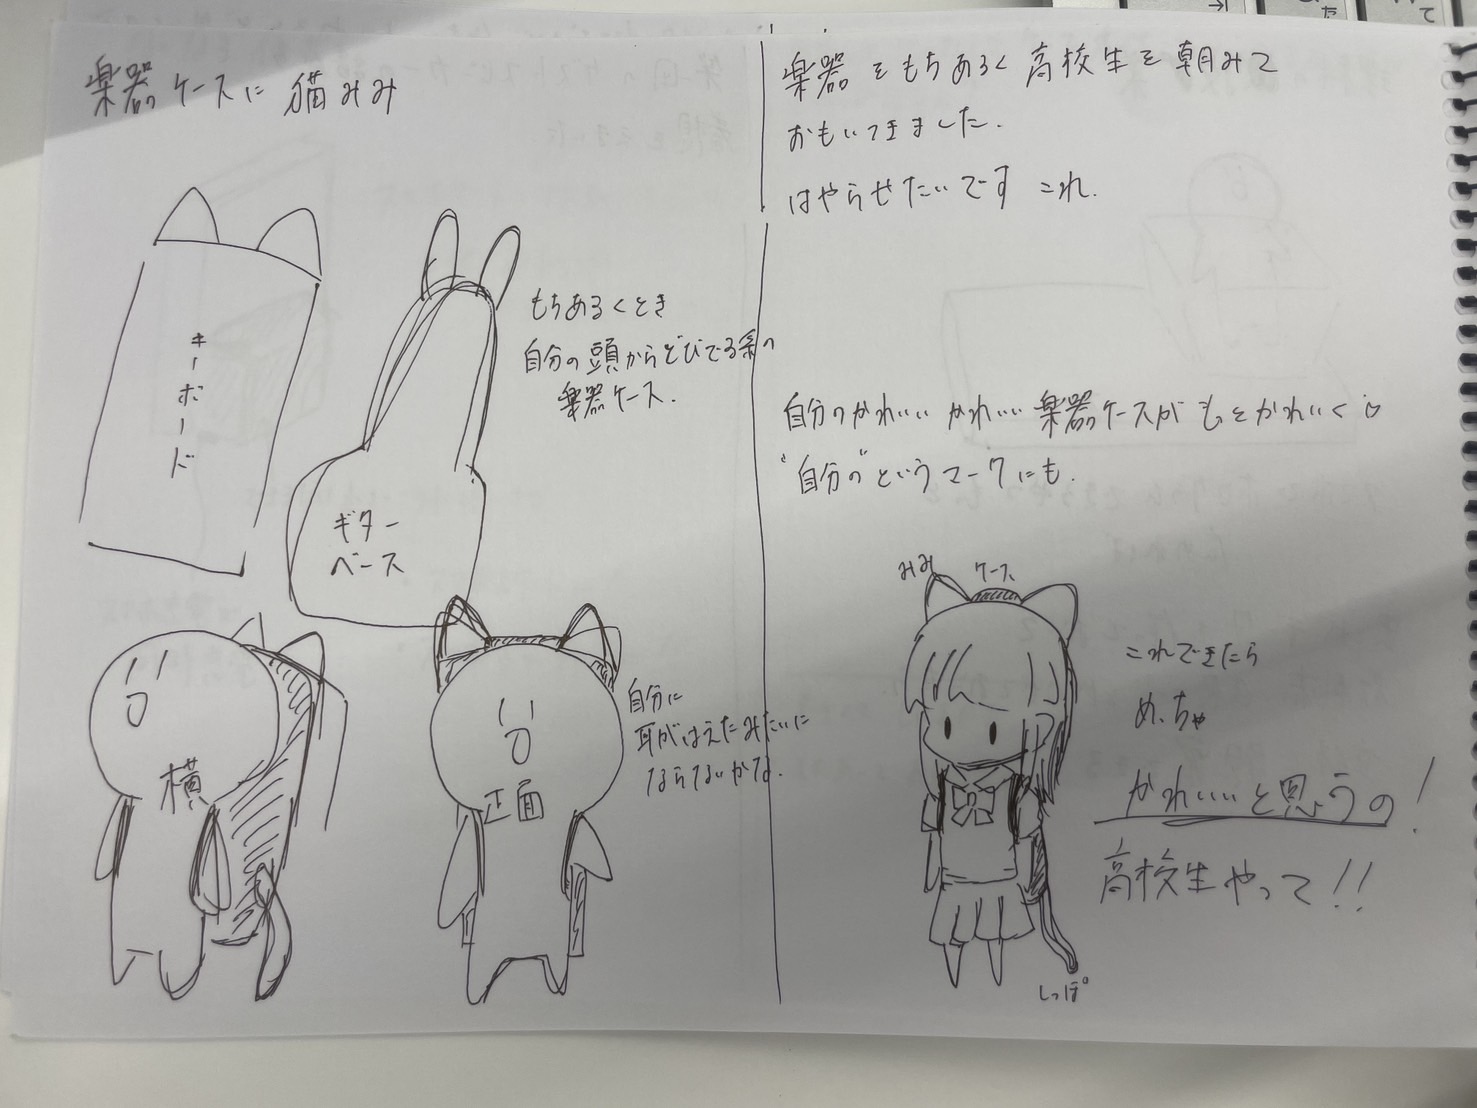 楽器ケースに猫みみ
キーボード
ギター
ベース
もちあるくとき
自分の頭からとびでる系の
楽器ケース.
横
正面
自分に
耳がはえたみたいに
ならないかな.
楽器をもちあるく高校生を朝みて
おもいつきました.
はやらせたいです これ.
自分のかわいいかわいい楽器ケースがもっとかわいく♡
"自分の"というマークにも.
みみ
ケース
これできたら
めっちゃ
かわいいと思うの!
高校生やって!!
しっぽ